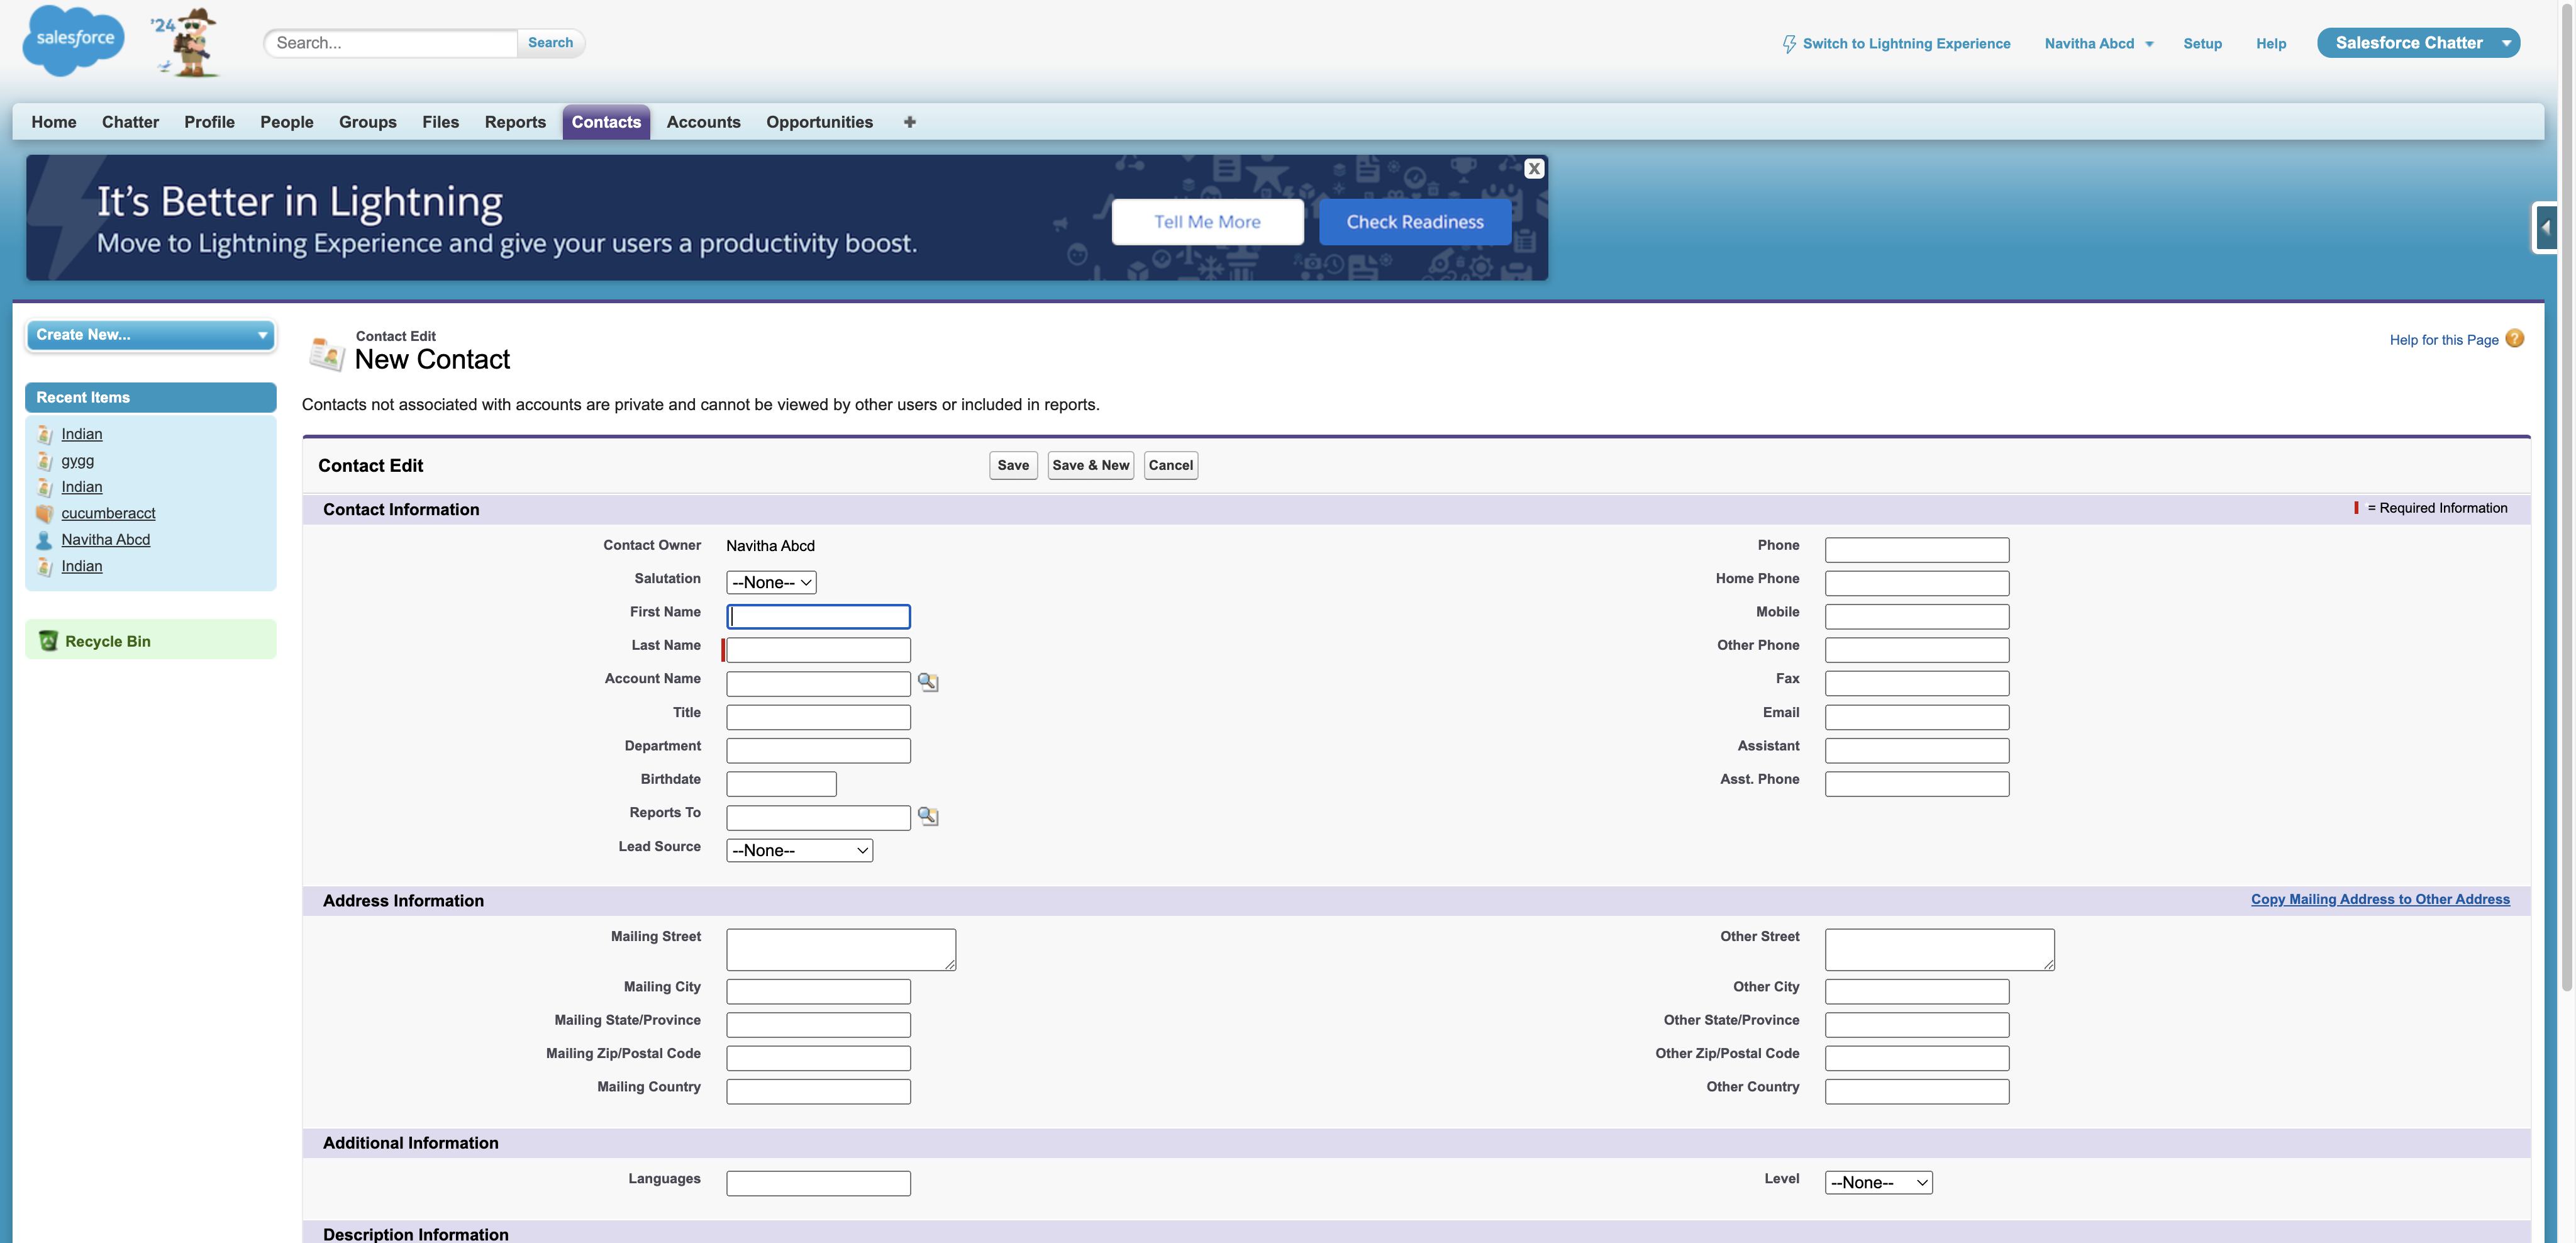 salesforce
'24
Search...
Search
Switch to Lightning Experience
Navitha Abcd
Setup
Help
Salesforce Chatter
Home
Chatter
Profile
People
Groups
Files
Reports
Contacts
Accounts
Opportunities
+
It's Better in Lightning
Move to Lightning Experience and give your users a productivity boost.
Tell Me More
Check Readiness
X
Create New...
Recent Items
Indian
gygg
Indian
cucumberacct
Navitha Abcd
Indian
Recycle Bin
Contact Edit
New Contact
Help for this Page
?
Contacts not associated with accounts are private and cannot be viewed by other users or included in reports.
Contact Edit
Save
Save & New
Cancel
Contact Information
= Required Information
Contact Owner
Navitha Abcd
Salutation
--None--
First Name
Last Name
Account Name
Title
Department
Birthdate
Reports To
Lead Source
--None--
Phone
Home Phone
Mobile
Other Phone
Fax
Email
Assistant
Asst. Phone
Address Information
Copy Mailing Address to Other Address
Mailing Street
Mailing City
Mailing State/Province
Mailing Zip/Postal Code
Mailing Country
Other Street
Other City
Other State/Province
Other Zip/Postal Code
Other Country
Additional Information
Languages
Level
--None--
Description Information